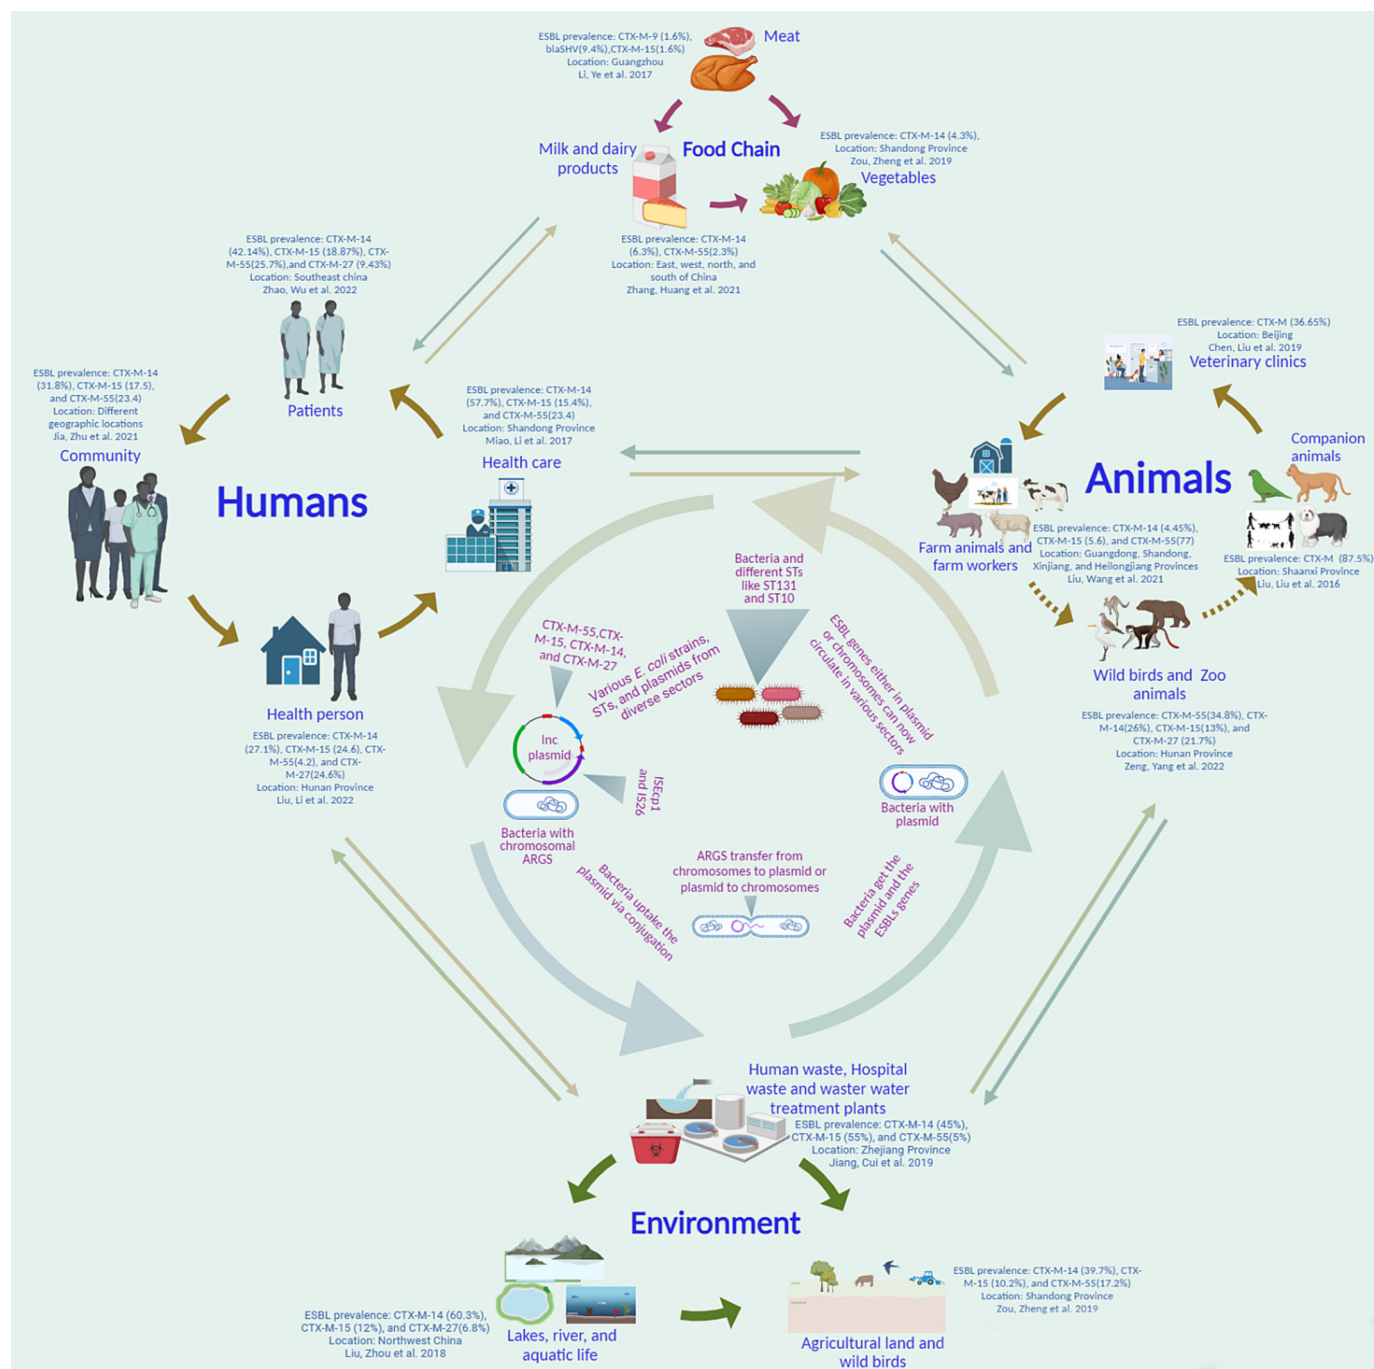 ESBL prevalence: CTX-M-9 (1.6%),
blaSHV(9.4%),CTX-M-15(1.6%)
Location: Guangzhou
Li, Ye et al. 2017
Meat
Milk and dairy
products
Food Chain
ESBL prevalence: CTX-M-14 (4.3%),
Location: Shandong Province
Zou, Zheng et al. 2019
Vegetables
ESBL prevalence: CTX-M-14
(6.3%), CTX-M-55(2.3%)
Location: East, west, north, and
south of China
Zhang, Huang et al. 2021
ESBL prevalence: CTX-M-14
(42.14%), CTX-M-15 (18.87%), CTX-
M-55(25.7%),and CTX-M-27 (9.43%)
Location: Southeast china
Zhao, Wu et al. 2022
Patients
ESBL prevalence: CTX-M-14
(31.8%), CTX-M-15 (17.5),
and CTX-M-55(23.4)
Location: Different
geographic locations
Jia, Zhu et al. 2021
Community
ESBL prevalence: CTX-M-14
(57.7%), CTX-M-15 (15.4%),
and CTX-M-55(23.4)
Location: Shandong Province
Miao, Li et al. 2017
Health care
Humans
Health person
ESBL prevalence: CTX-M-14
(27.1%), CTX-M-15 (24.6), CTX-
M-55(4.2), and CTX-
M-27(24.6%)
Location: Hunan Province
Liu, Li et al. 2022
ESBL prevalence: CTX-M (36.65%)
Location: Beijing
Chen, Liu et al. 2019
Veterinary clinics
Companion
animals
Animals
ESBL prevalence: CTX-M (87.5%)
Location: Shaanxi Province
Liu, Liu et al. 2016
Farm animals and
farm workers
ESBL prevalence: CTX-M-14 (4.45%),
CTX-M-15 (5.6), and CTX-M-55(77)
Location: Guangdong, Shandong,
Xinjiang, and Heilongjiang Provinces
Liu, Wang et al. 2021
Wild birds and Zoo
animals
ESBL prevalence: CTX-M-55(34.8%), CTX-
M-14(26%), CTX-M-15(13%), and
CTX-M-27 (21.7%)
Location: Hunan Province
Zeng, Yang et al. 2022
Bacteria and
different STs
like ST131
and ST10
CTX-M-55,CTX-
M-15, CTX-M-14,
and CTX-M-27
Various E. coli strains,
STs, and plasmids from
diverse sectors
ESBL genes either in plasmid
or chromosomes can now
circulate in various sectors
Inc
plasmid
ISEcp1
and IS26
Bacteria with
chromosomal
ARGS
Bacteria with
plasmid
Bacteria uptake the
plasmid via conjugation
ARGS transfer from
chromosomes to plasmid or
plasmid to chromosomes
Bacteria get the
plasmid and the
ESBLs genes
Human waste, Hospital
waste and waster water
treatment plants
ESBL prevalence: CTX-M-14 (45%),
CTX-M-15 (55%), and CTX-M-55(5%)
Location: Zhejiang Province
Jiang, Cui et al. 2019
Environment
ESBL prevalence: CTX-M-14 (60.3%),
CTX-M-15 (12%), and CTX-M-27(6.8%)
Location: Northwest China
Liu, Zhou et al. 2018
Lakes, river, and
aquatic life
ESBL prevalence: CTX-M-14 (39.7%), CTX-
M-15 (10.2%), and CTX-M-55(17.2%)
Location: Shandong Province
Zou, Zheng et al. 2019
Agricultural land and
wild birds